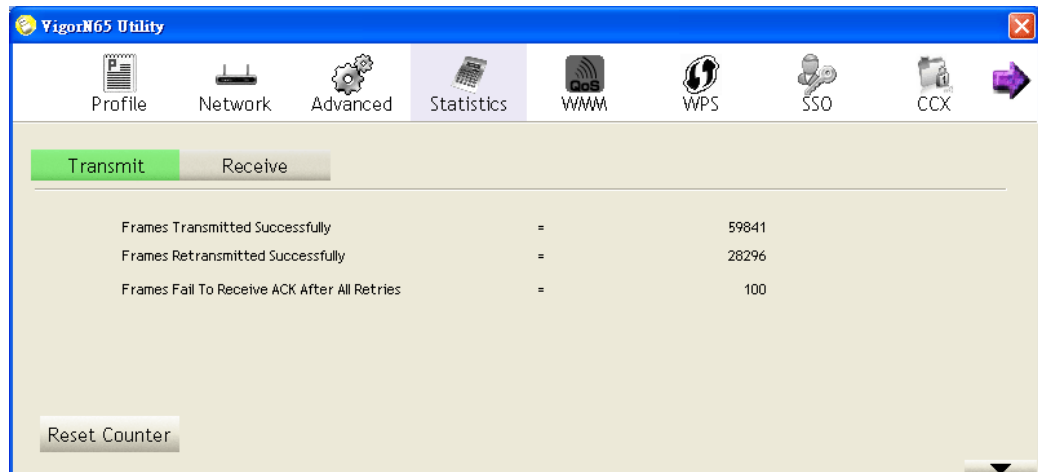 VigorN65 Utility
Profile Network Advanced Statistics QoS WMM WPS SSO CCX
Transmit Receive
Frames Transmitted Successfully = 59841
Frames Retransmitted Successfully = 28296
Frames Fail To Receive ACK After All Retries = 100
Reset Counter